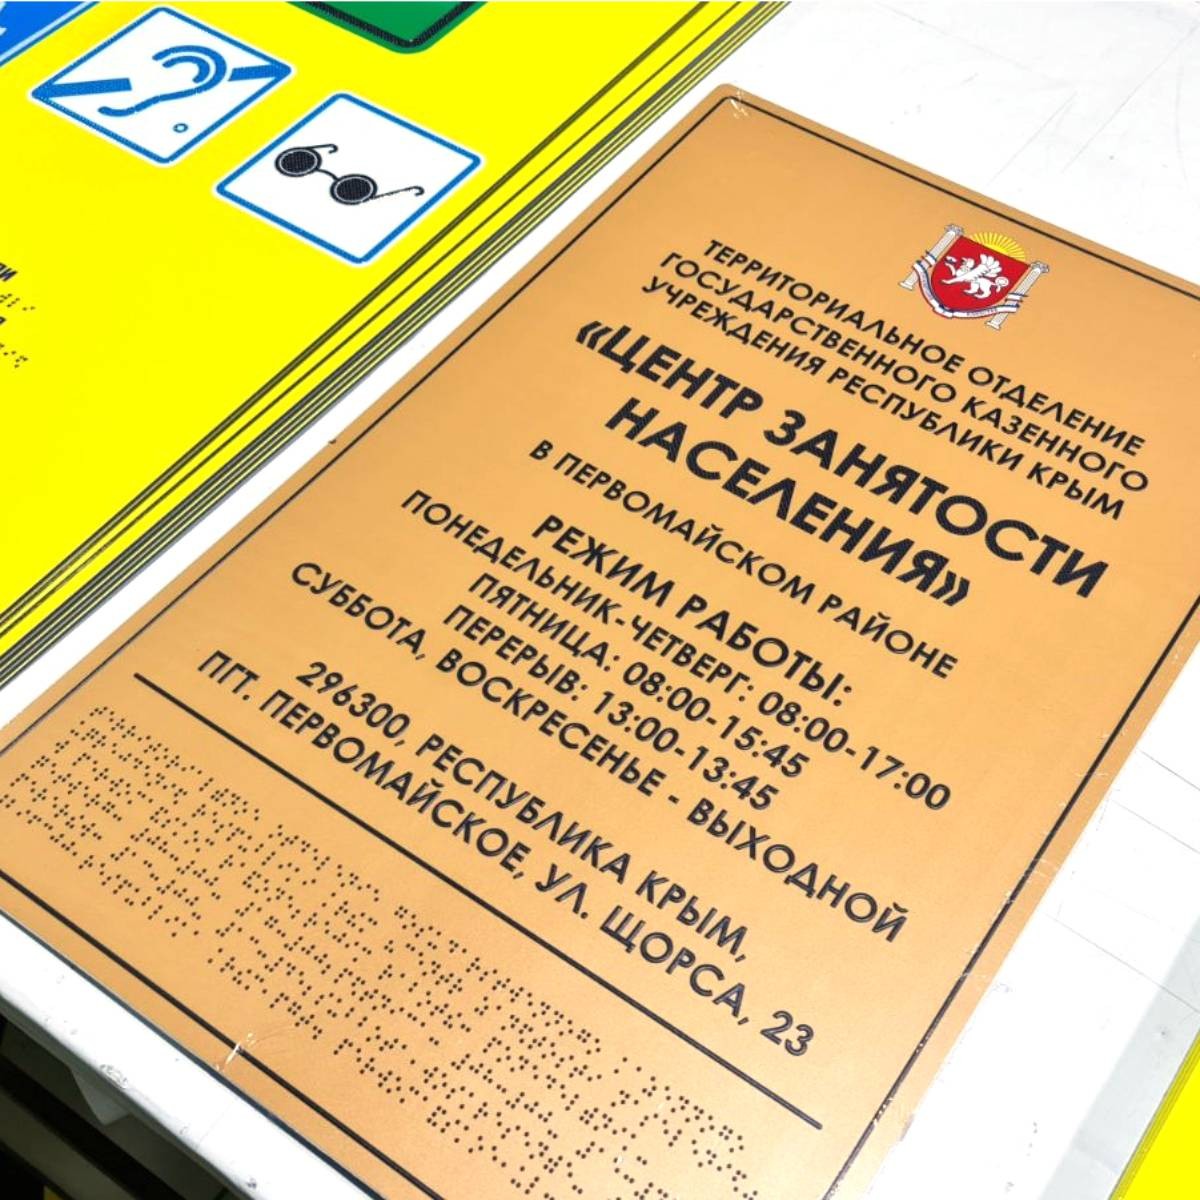 ТЕРРИТОРИАЛЬНОЕ ОТДЕЛЕНИЕ
ГОСУДАРСТВЕННОГО КАЗЕННОГО
УЧРЕЖДЕНИЯ РЕСПУБЛИКИ КРЫМ
«ЦЕНТР ЗАНЯТОСТИ
НАСЕЛЕНИЯ»
В ПЕРВОМАЙСКОМ РАЙОНЕ
РЕЖИМ РАБОТЫ:
ПОНЕДЕЛЬНИК-ЧЕТВЕРГ: 08:00-17:00
ПЯТНИЦА: 08:00-15:45
ПЕРЕРЫВ: 13:00-13:45
СУББОТА, ВОСКРЕСЕНЬЕ - ВЫХОДНОЙ
296300, РЕСПУБЛИКА КРЫМ,
ПГТ. ПЕРВОМАЙСКОЕ, УЛ. ЩОРСА, 23